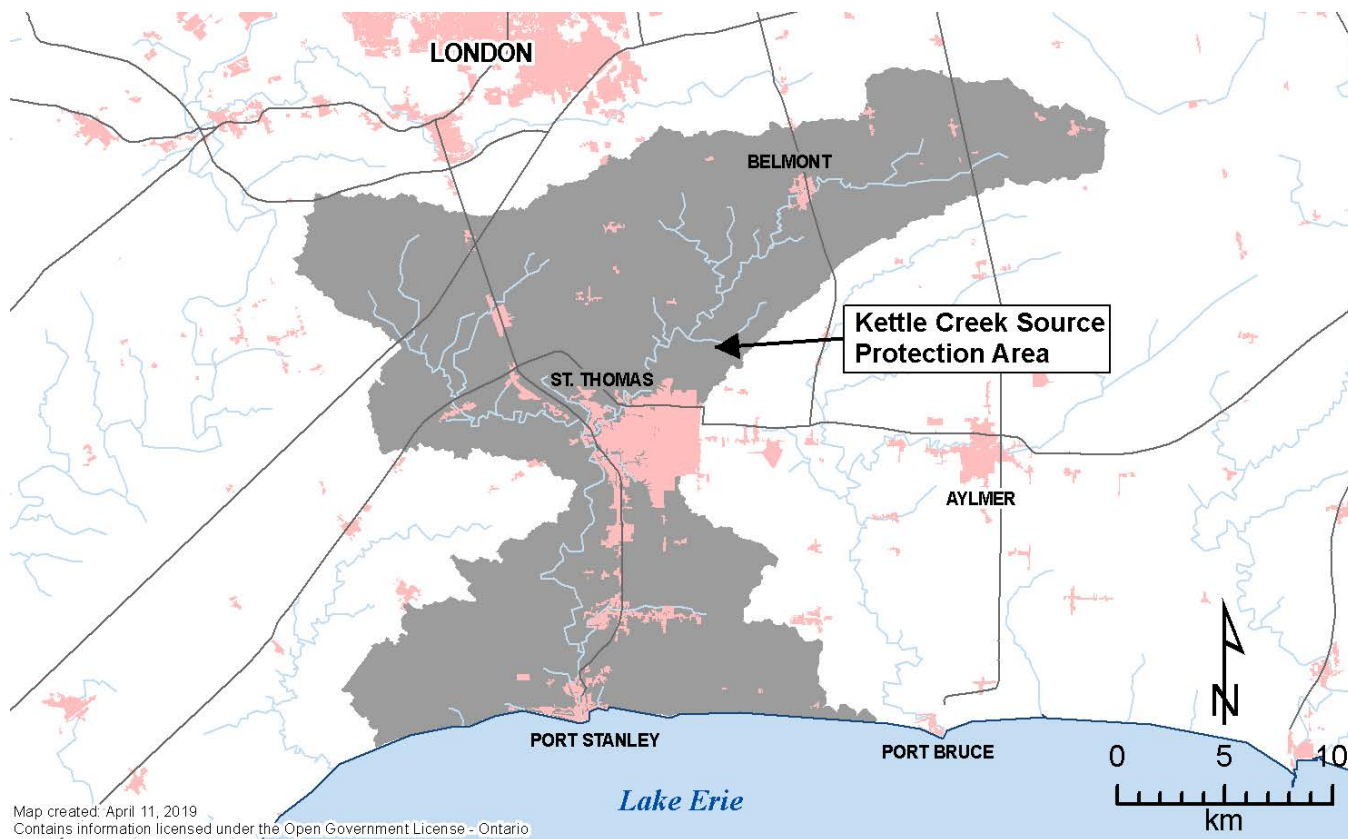 LONDON
BELMONT
Kettle Creek Source
Protection Area
ST. THOMAS
AYLMER
PORT STANLEY
PORT BRUCE
N
0 5 10
km
Lake Erie
Map created: April 11, 2019
Contains information licensed under the Open Government License - Ontario